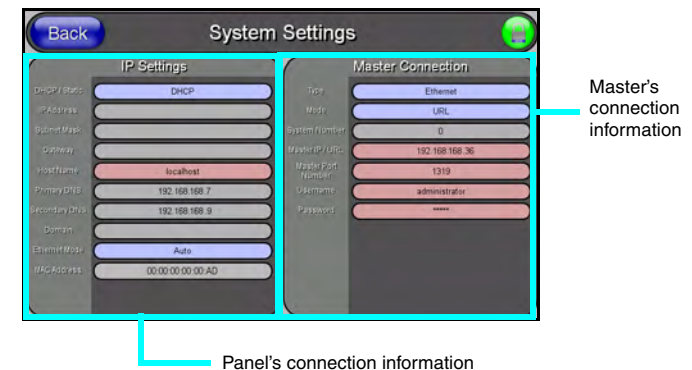 Back
System Settings
IP Settings
DHCP / Static
DHCP
IP Address
Subnet Mask
Gateway
Host Name
localhost
Primary DNS
192.168.168.7
Secondary DNS
192.168.168.9
Domain
Ethernet Mode
Auto
MAC Address
00:00:00:00:00:AD
Master Connection
Type
Ethernet
Mode
URL
System Number
0
Master IP / URL
192.168.168.36
Master Port
Number
1319
Username
administrator
Password
*****
Master's
connection
information
Panel's connection information